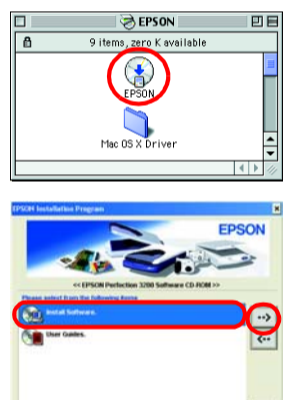 EPSON
9 items, zero K available
EPSON
Mac OS X Driver
EPSON Installation Program
EPSON
<< EPSON Perfection 3200 Software CD-ROM >>
Please select from the following items
Install Software.
User Guides.